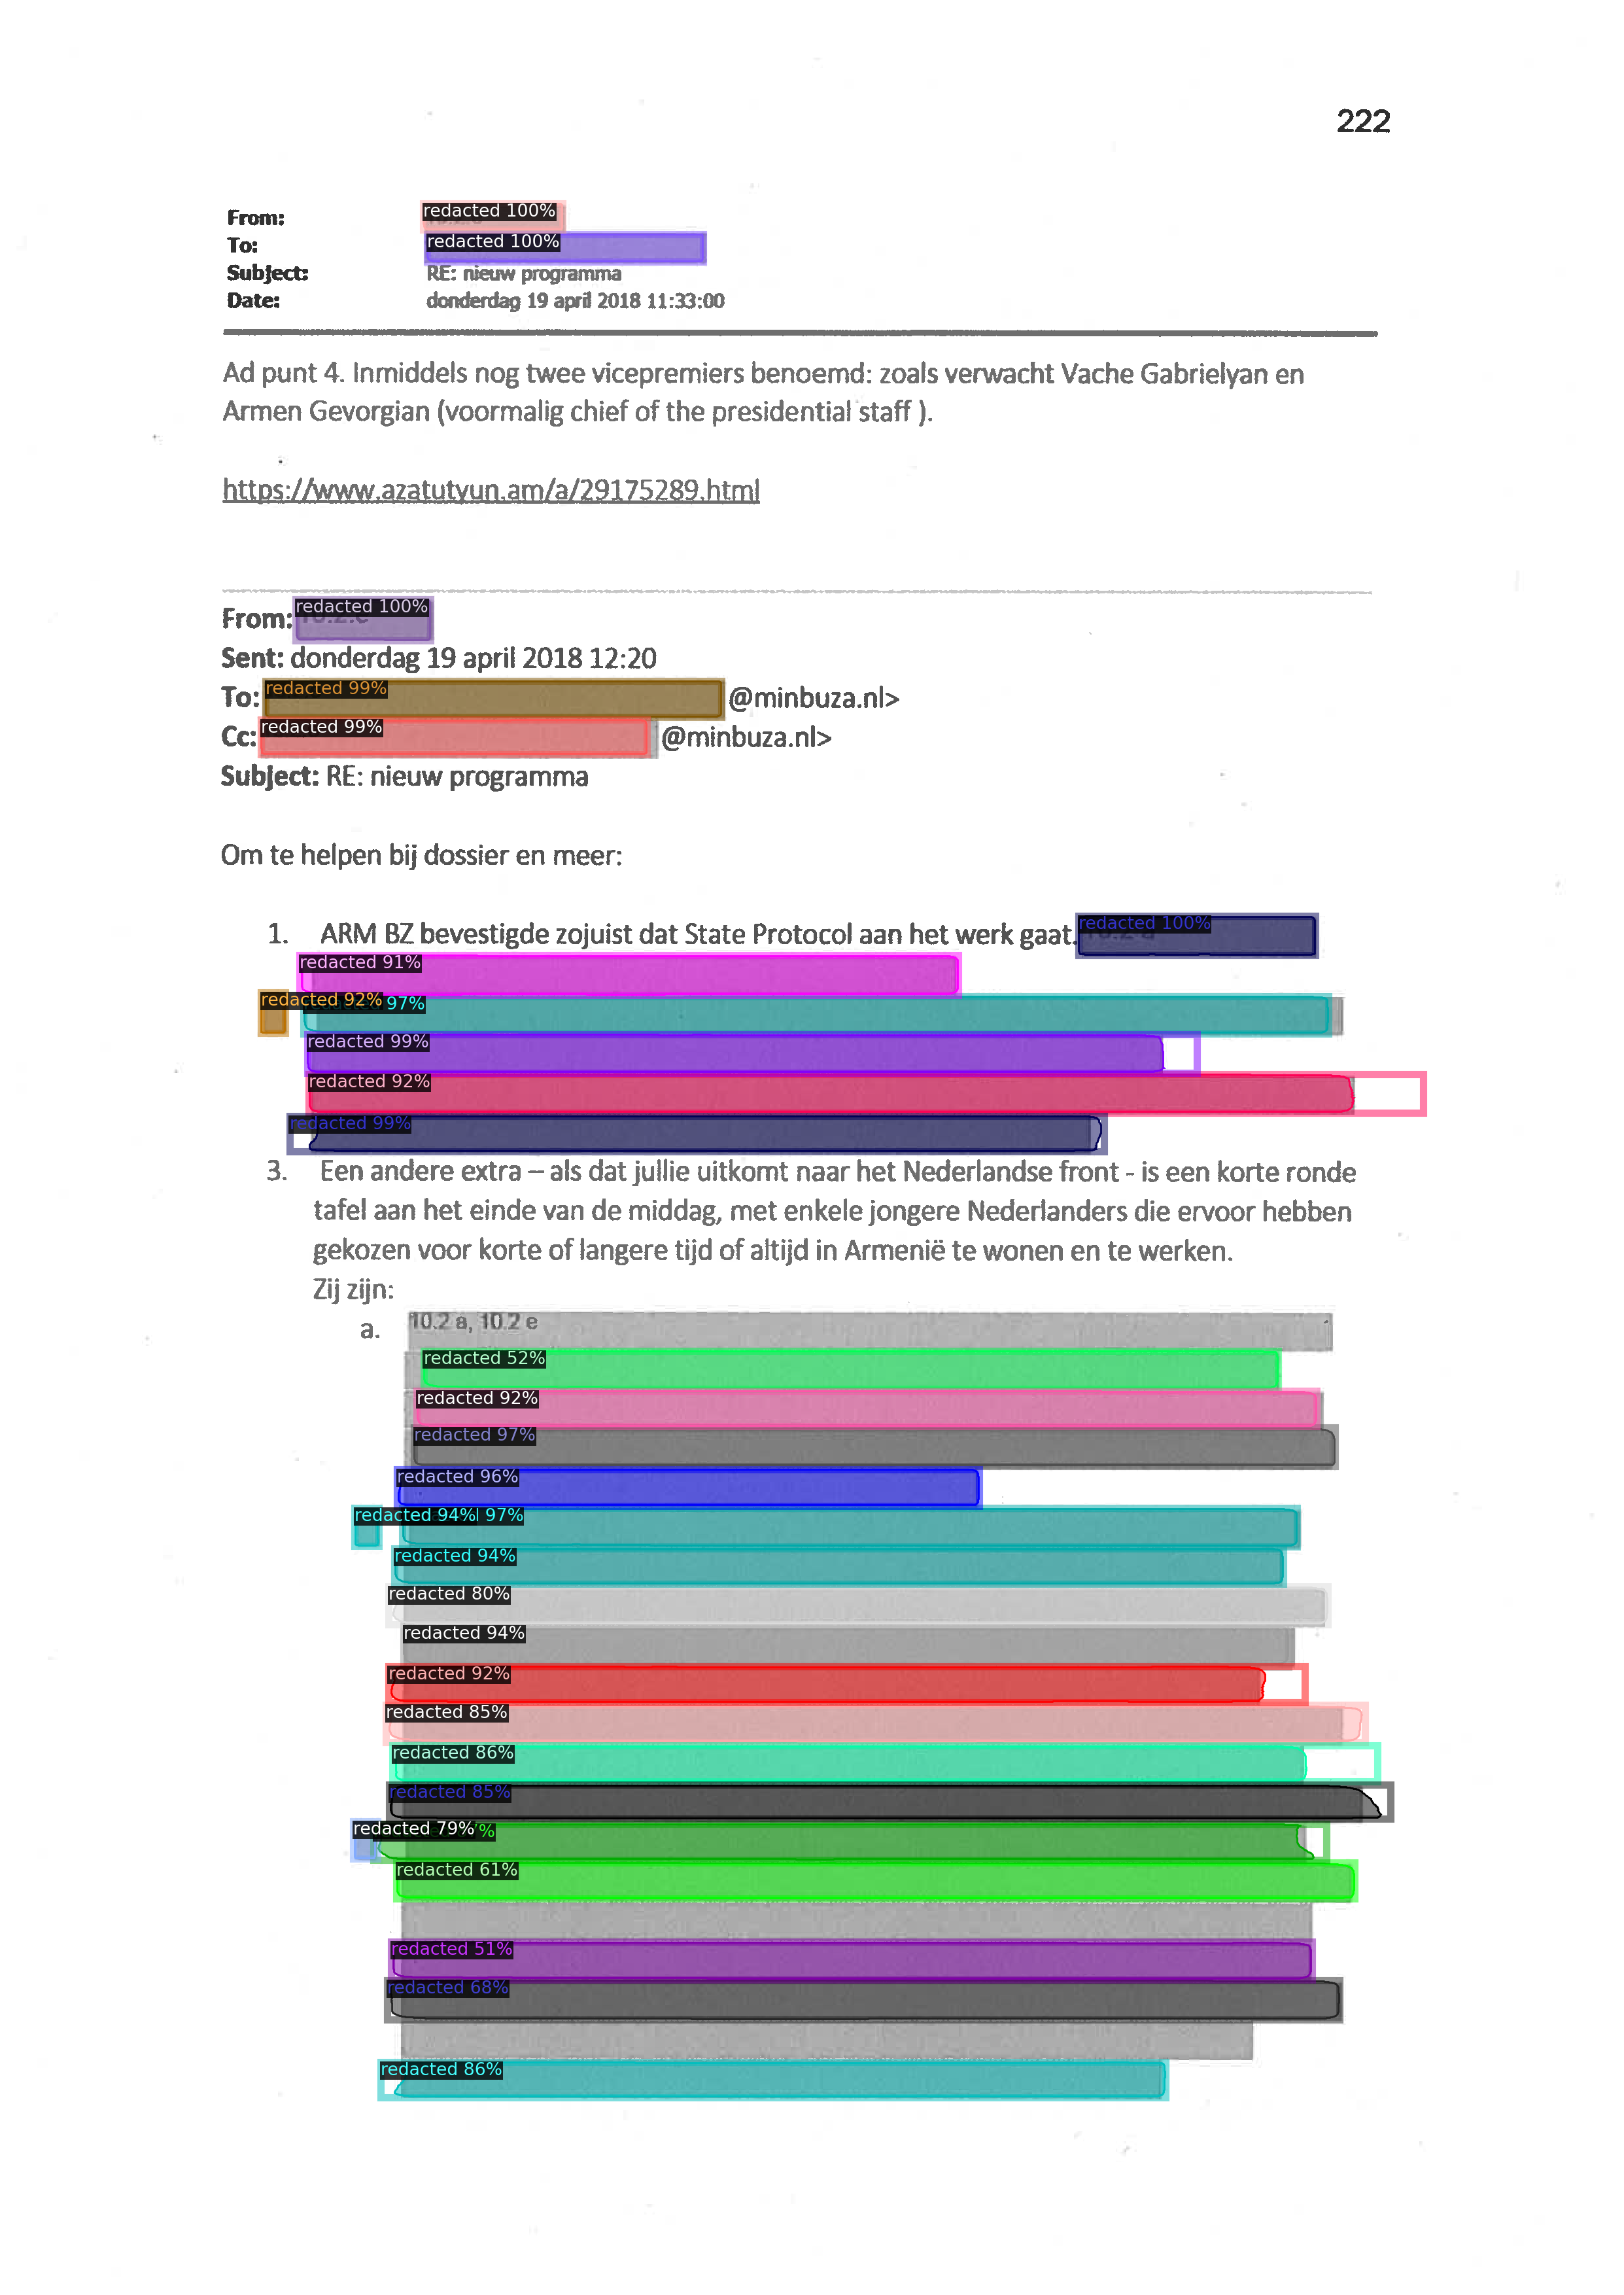 222
From: redacted 100%
To: redacted 100%
Subject: RE: nieuw programma
Date: donderdag 19 april 2018 11:33:00
Ad punt 4. Inmiddels nog twee vicepremiers benoemd: zoals verwacht Vache Gabrielyan en
Armen Gevorgian (voormalig chief of the presidential staff ).
https://www.azatutyun.am/a/29175289.html
From: redacted 100%
Sent: donderdag 19 april 2018 12:20
To: redacted 99% @minbuza.nl>
Cc: redacted 99% @minbuza.nl>
Subject: RE: nieuw programma
Om te helpen bij dossier en meer:
1. ARM BZ bevestigde zojuist dat State Protocol aan het werk gaat. redacted 100%
redacted 91%
redacted 92% 97%
redacted 99%
redacted 92%
redacted 99%
3. Een andere extra – als dat jullie uitkomt naar het Nederlandse front - is een korte ronde
tafel aan het einde van de middag, met enkele jongere Nederlanders die ervoor hebben
gekozen voor korte of langere tijd of altijd in Armenië te wonen en te werken.
Zij zijn:
a. 10.2 a, 10.2 e
redacted 52%
redacted 92%
redacted 97%
redacted 96%
redacted 94% 97%
redacted 94%
redacted 80%
redacted 94%
redacted 92%
redacted 85%
redacted 86%
redacted 85%
redacted 79%
redacted 61%
redacted 51%
redacted 68%
redacted 86%